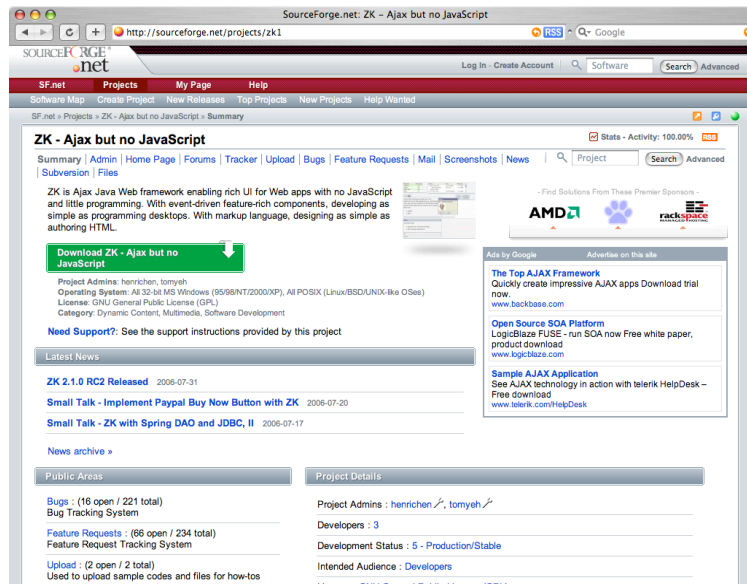 SourceForge.net: ZK – Ajax but no JavaScript
http://sourceforge.net/projects/zk1
RSS
Google
SOURCEFORGE
.net
Log In - Create Account
Software
Search
Advanced
SF.net
Projects
My Page
Help
Software Map
Create Project
New Releases
Top Projects
New Projects
Help Wanted
SF.net » Projects » ZK - Ajax but no JavaScript » Summary
ZK - Ajax but no JavaScript
Stats - Activity: 100.00%
RSS
Summary | Admin | Home Page | Forums | Tracker | Upload | Bugs | Feature Requests | Mail | Screenshots | News
| Subversion | Files
Project
Search
Advanced
ZK is Ajax Java Web framework enabling rich UI for Web apps with no JavaScript
and little programming. With event-driven feature-rich components, developing as
simple as programming desktops. With markup language, designing as simple as
authoring HTML.
- Find Solutions From These Premier Sponsors -
AMD
rackspace
MANAGED HOSTING
Download ZK - Ajax but no
JavaScript
Project Admins: henrichen, tomyeh
Operating System: All 32-bit MS Windows (95/98/NT/2000/XP), All POSIX (Linux/BSD/UNIX-like OSes)
License: GNU General Public License (GPL)
Category: Dynamic Content, Multimedia, Software Development
Need Support?: See the support instructions provided by this project
Ads by Google
Advertise on this site
The Top AJAX Framework
Quickly create impressive AJAX apps Download trial
now.
www.backbase.com
Open Source SOA Platform
LogicBlaze FUSE - run SOA now Free white paper,
product download
www.logicblaze.com
Sample AJAX Application
See AJAX technology in action with telerik HelpDesk –
Free download
www.telerik.com/HelpDesk
Latest News
ZK 2.1.0 RC2 Released 2006-07-31
Small Talk - Implement Paypal Buy Now Button with ZK 2006-07-20
Small Talk - ZK with Spring DAO and JDBC, II 2006-07-17
News archive »
Public Areas
Bugs : (16 open / 221 total)
Bug Tracking System
Feature Requests : (66 open / 234 total)
Feature Request Tracking System
Upload : (2 open / 2 total)
Used to upload sample codes and files for how-tos
Project Details
Project Admins : henrichen, tomyeh
Developers : 3
Development Status : 5 - Production/Stable
Intended Audience : Developers